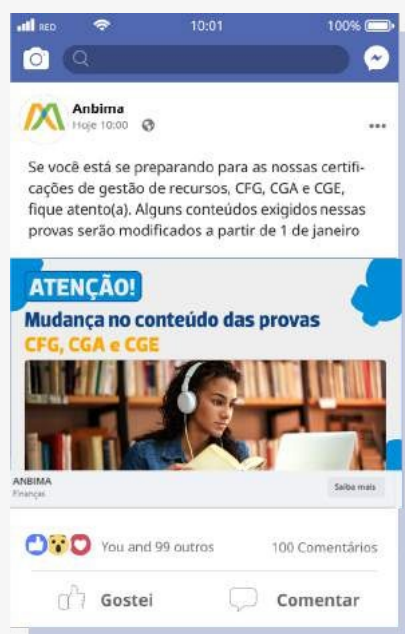 RED 10:01 100%
Anbima
Hoje 10:00
Se você está se preparando para as nossas certifi-
cações de gestão de recursos, CFG, CGA e CGE,
fique atento(a). Alguns conteúdos exigidos nessas
provas serão modificados a partir de 1 de janeiro
ATENÇÃO!
Mudança no conteúdo das provas
CFG, CGA e CGE
ANBIMA
Finanças
Saiba mais
You and 99 outros 100 Comentários
Gostei Comentar